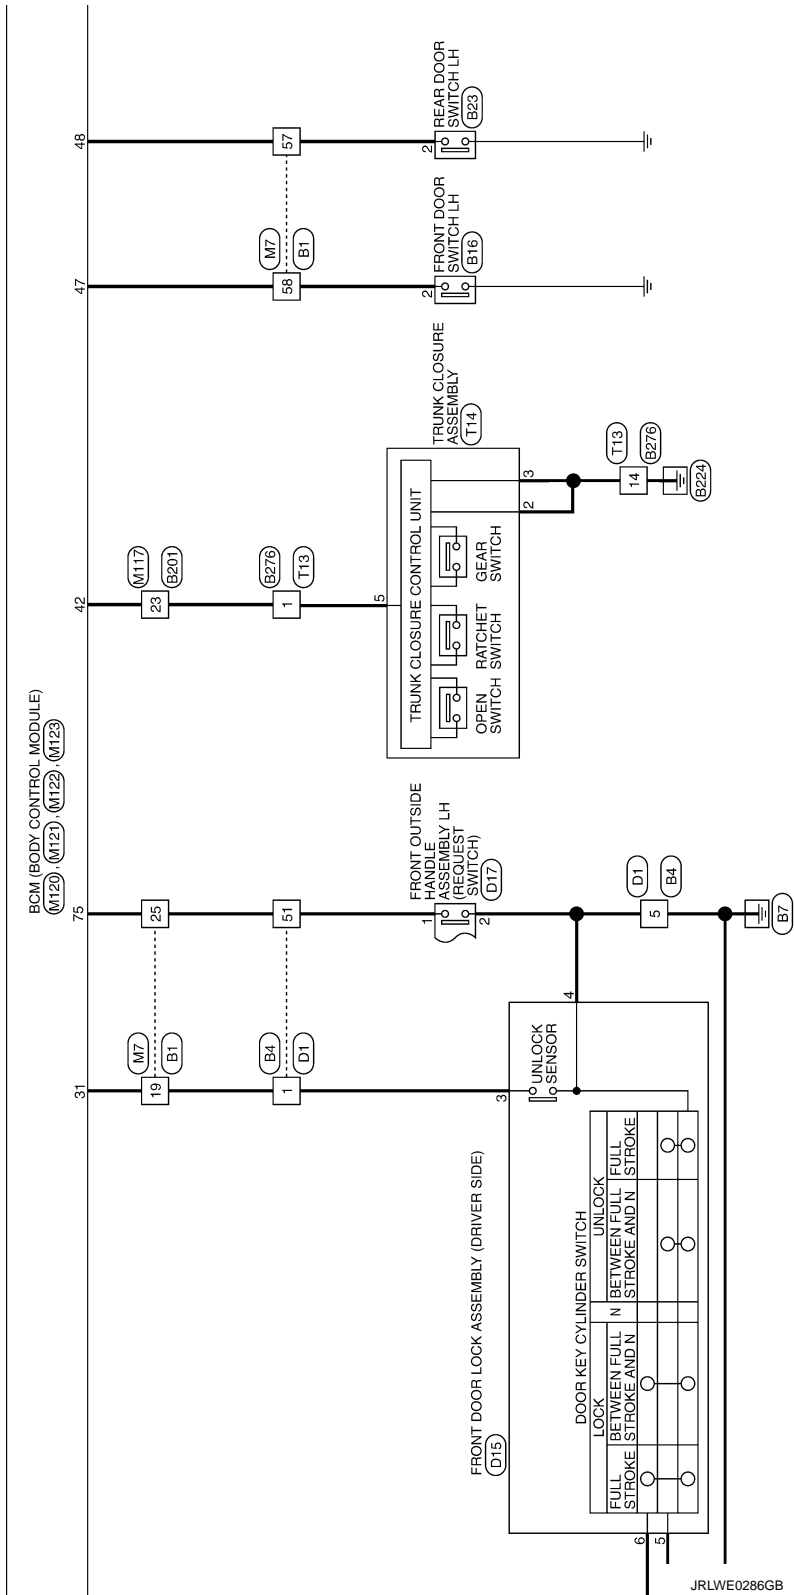 BCM (BODY CONTROL MODULE)
M120 , M121 , M122 , M123
31
75
42
47
48
M7
19
B1
25
B4
1
D1
51
M117
23
B201
B276
1
T13
M7
58
B1
57
FRONT DOOR LOCK ASSEMBLY (DRIVER SIDE)
D15
3
4
UNLOCK
SENSOR
DOOR KEY CYLINDER SWITCH
LOCK
N
UNLOCK
FULL
STROKE
BETWEEN FULL
STROKE AND N
BETWEEN FULL
STROKE AND N
FULL
STROKE
6
5
FRONT OUTSIDE
HANDLE
ASSEMBLY LH
(REQUEST
SWITCH)
D17
1
2
D1
5
B4
B7
TRUNK CLOSURE
ASSEMBLY
T14
5
TRUNK CLOSURE CONTROL UNIT
OPEN
SWITCH
RATCHET
SWITCH
GEAR
SWITCH
2
3
T13
14
B276
B224
FRONT DOOR
SWITCH LH
B16
2
REAR DOOR
SWITCH LH
B23
2
JRLWE0286GB